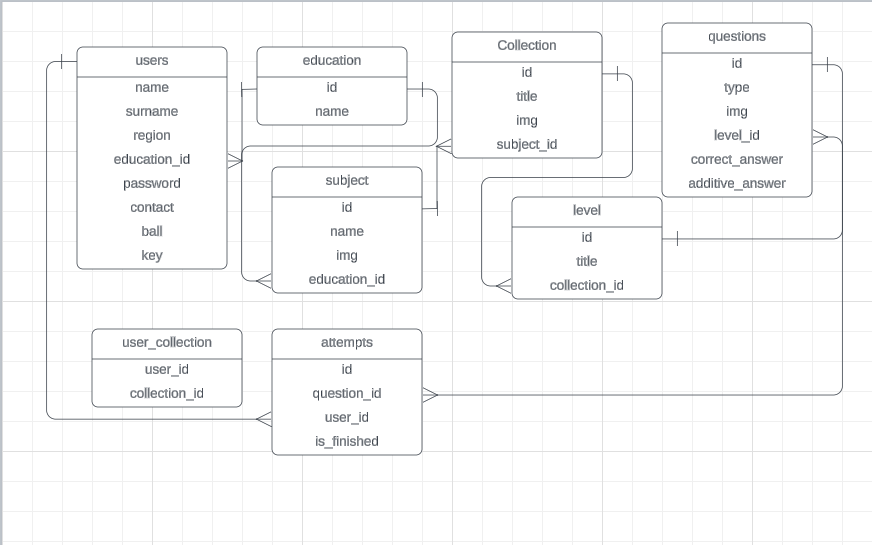 users
name
surname
region
education_id
password
contact
ball
key
education
id
name
subject
id
name
img
education_id
Collection
id
title
img
subject_id
level
id
title
collection_id
questions
id
type
img
level_id
correct_answer
additive_answer
user_collection
user_id
collection_id
attempts
id
question_id
user_id
is_finished